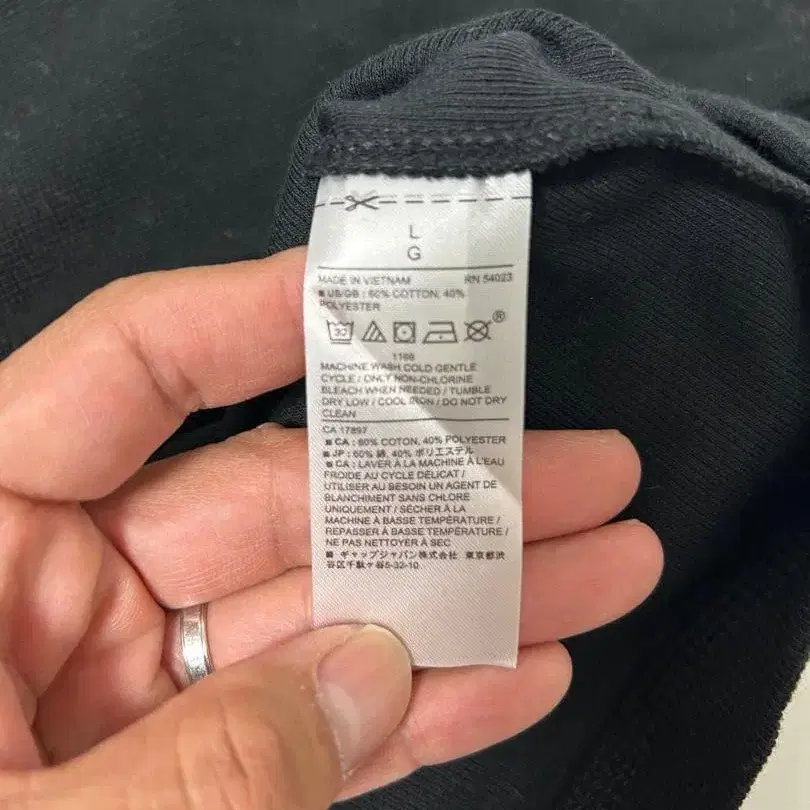 L
G
MADE IN VIETNAM RN 54023
■ US/GB : 60% COTTON, 40%
POLYESTER
30
®
1166
MACHINE WASH COLD GENTLE
CYCLE / ONLY NON-CHLORINE
BLEACH WHEN NEEDED / TUMBLE
DRY LOW / COOL IRON / DO NOT DRY
CLEAN
CA 17897
■ CA : 60% COTON, 40% POLYESTER
■ JP : 60% 綿, 40% ポリエステル
■ CA : LAVER À LA MACHINE À L'EAU
FROIDE AU CYCLE DÉLICAT /
UTILISER AU BESOIN UN AGENT DE
BLANCHIMENT SANS CHLORE
UNIQUEMENT / SÉCHER À LA
MACHINE À BASSE TEMPÉRATURE /
REPASSER À BASSE TEMPÉRATURE /
NE PAS NETTOYER À SEC
■ ギャップジャパン株式会社 東京都渋
谷区千駄ヶ谷5-32-10